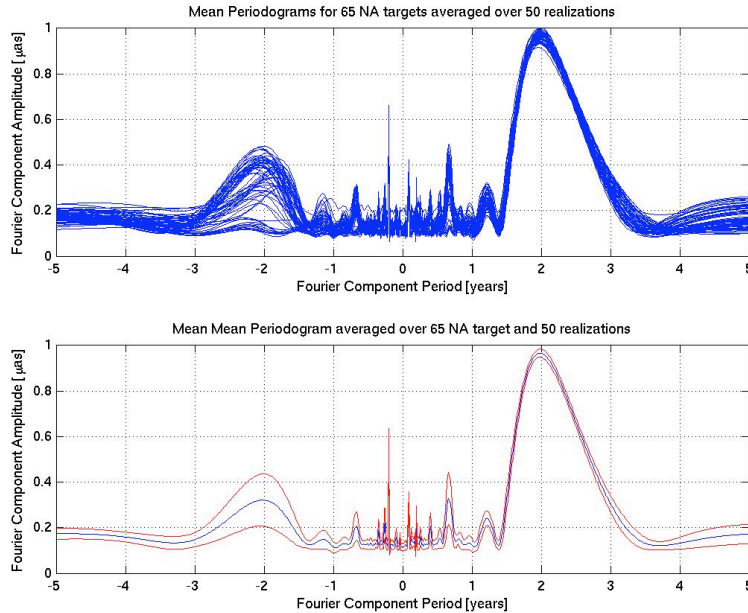 Mean Periodograms for 65 NA targets averaged over 50 realizations
Fourier Component Amplitude [μas]
1
0.8
0.6
0.4
0.2
0
-5 -4 -3 -2 -1 0 1 2 3 4 5
Fourier Component Period [years]
Mean Mean Periodogram averaged over 65 NA target and 50 realizations
Fourier Component Amplitude [μas]
1
0.8
0.6
0.4
0.2
0
-5 -4 -3 -2 -1 0 1 2 3 4 5
Fourier Component Period [years]